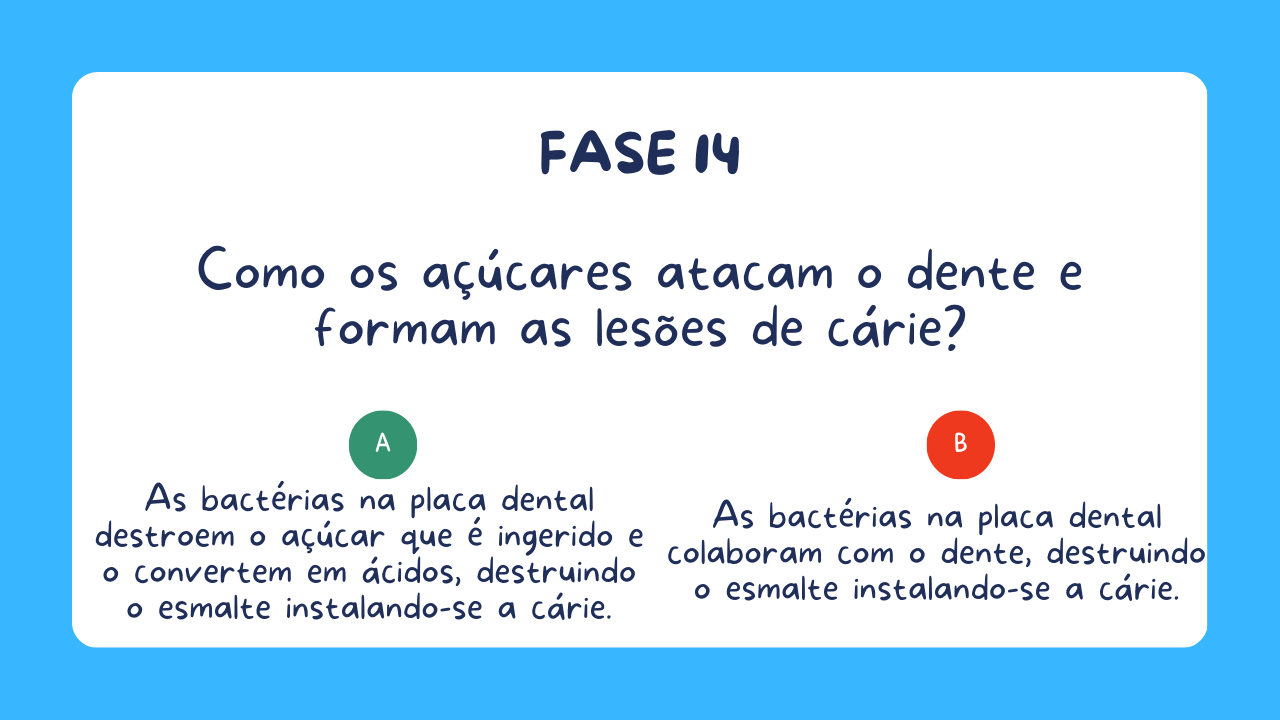 FASE 14
Como os açúcares atacam o dente e
formam as lesões de cárie?
A
As bactérias na placa dental
destroem o açúcar que é ingerido e
o convertem em ácidos, destruindo
o esmalte instalando-se a cárie.
B
As bactérias na placa dental
colaboram com o dente, destruindo
o esmalte instalando-se a cárie.